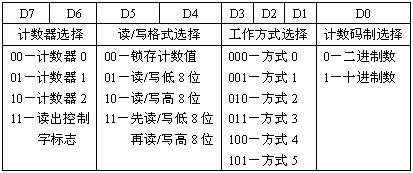 D7 D6 D5 D4 D3 D2 D1 D0
计数器选择 读/写格式选择 工作方式选择 计数码制选择
00—计数器 0 00—锁存计数值 000—方式 0 0—二进制数
01—计数器 1 01—读/写低 8 位 001—方式 1 1—十进制数
10—计数器 2 10—读/写高 8 位 010—方式 2
11—读出控制 11—先读/写低 8 位 011—方式 3
字标志 再读/写高 8 位 100—方式 4
101—方式 5